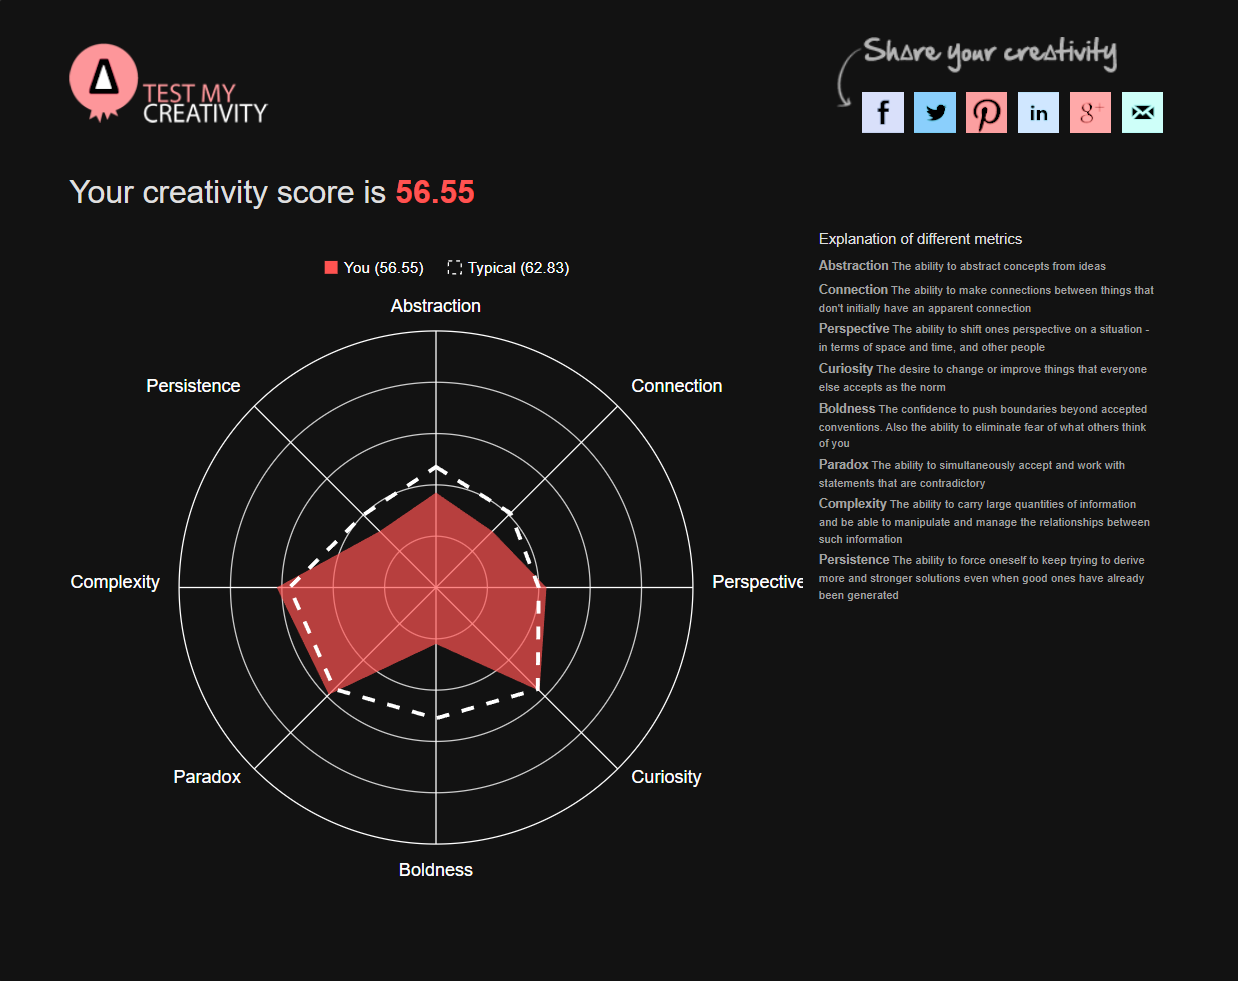 TEST MY
CREATIVITY
Share your creativity
f
in
g+
Your creativity score is 56.55
You (56.55)
Typical (62.83)
Abstraction
Persistence
Connection
Complexity
Perspective
Paradox
Curiosity
Boldness
Explanation of different metrics
Abstraction The ability to abstract concepts from ideas
Connection The ability to make connections between things that
don't initially have an apparent connection
Perspective The ability to shift ones perspective on a situation -
in terms of space and time, and other people
Curiosity The desire to change or improve things that everyone
else accepts as the norm
Boldness The confidence to push boundaries beyond accepted
conventions. Also the ability to eliminate fear of what others think
of you
Paradox The ability to simultaneously accept and work with
statements that are contradictory
Complexity The ability to carry large quantities of information
and be able to manipulate and manage the relationships between
such information
Persistence The ability to force oneself to keep trying to derive
more and stronger solutions even when good ones have already
been generated